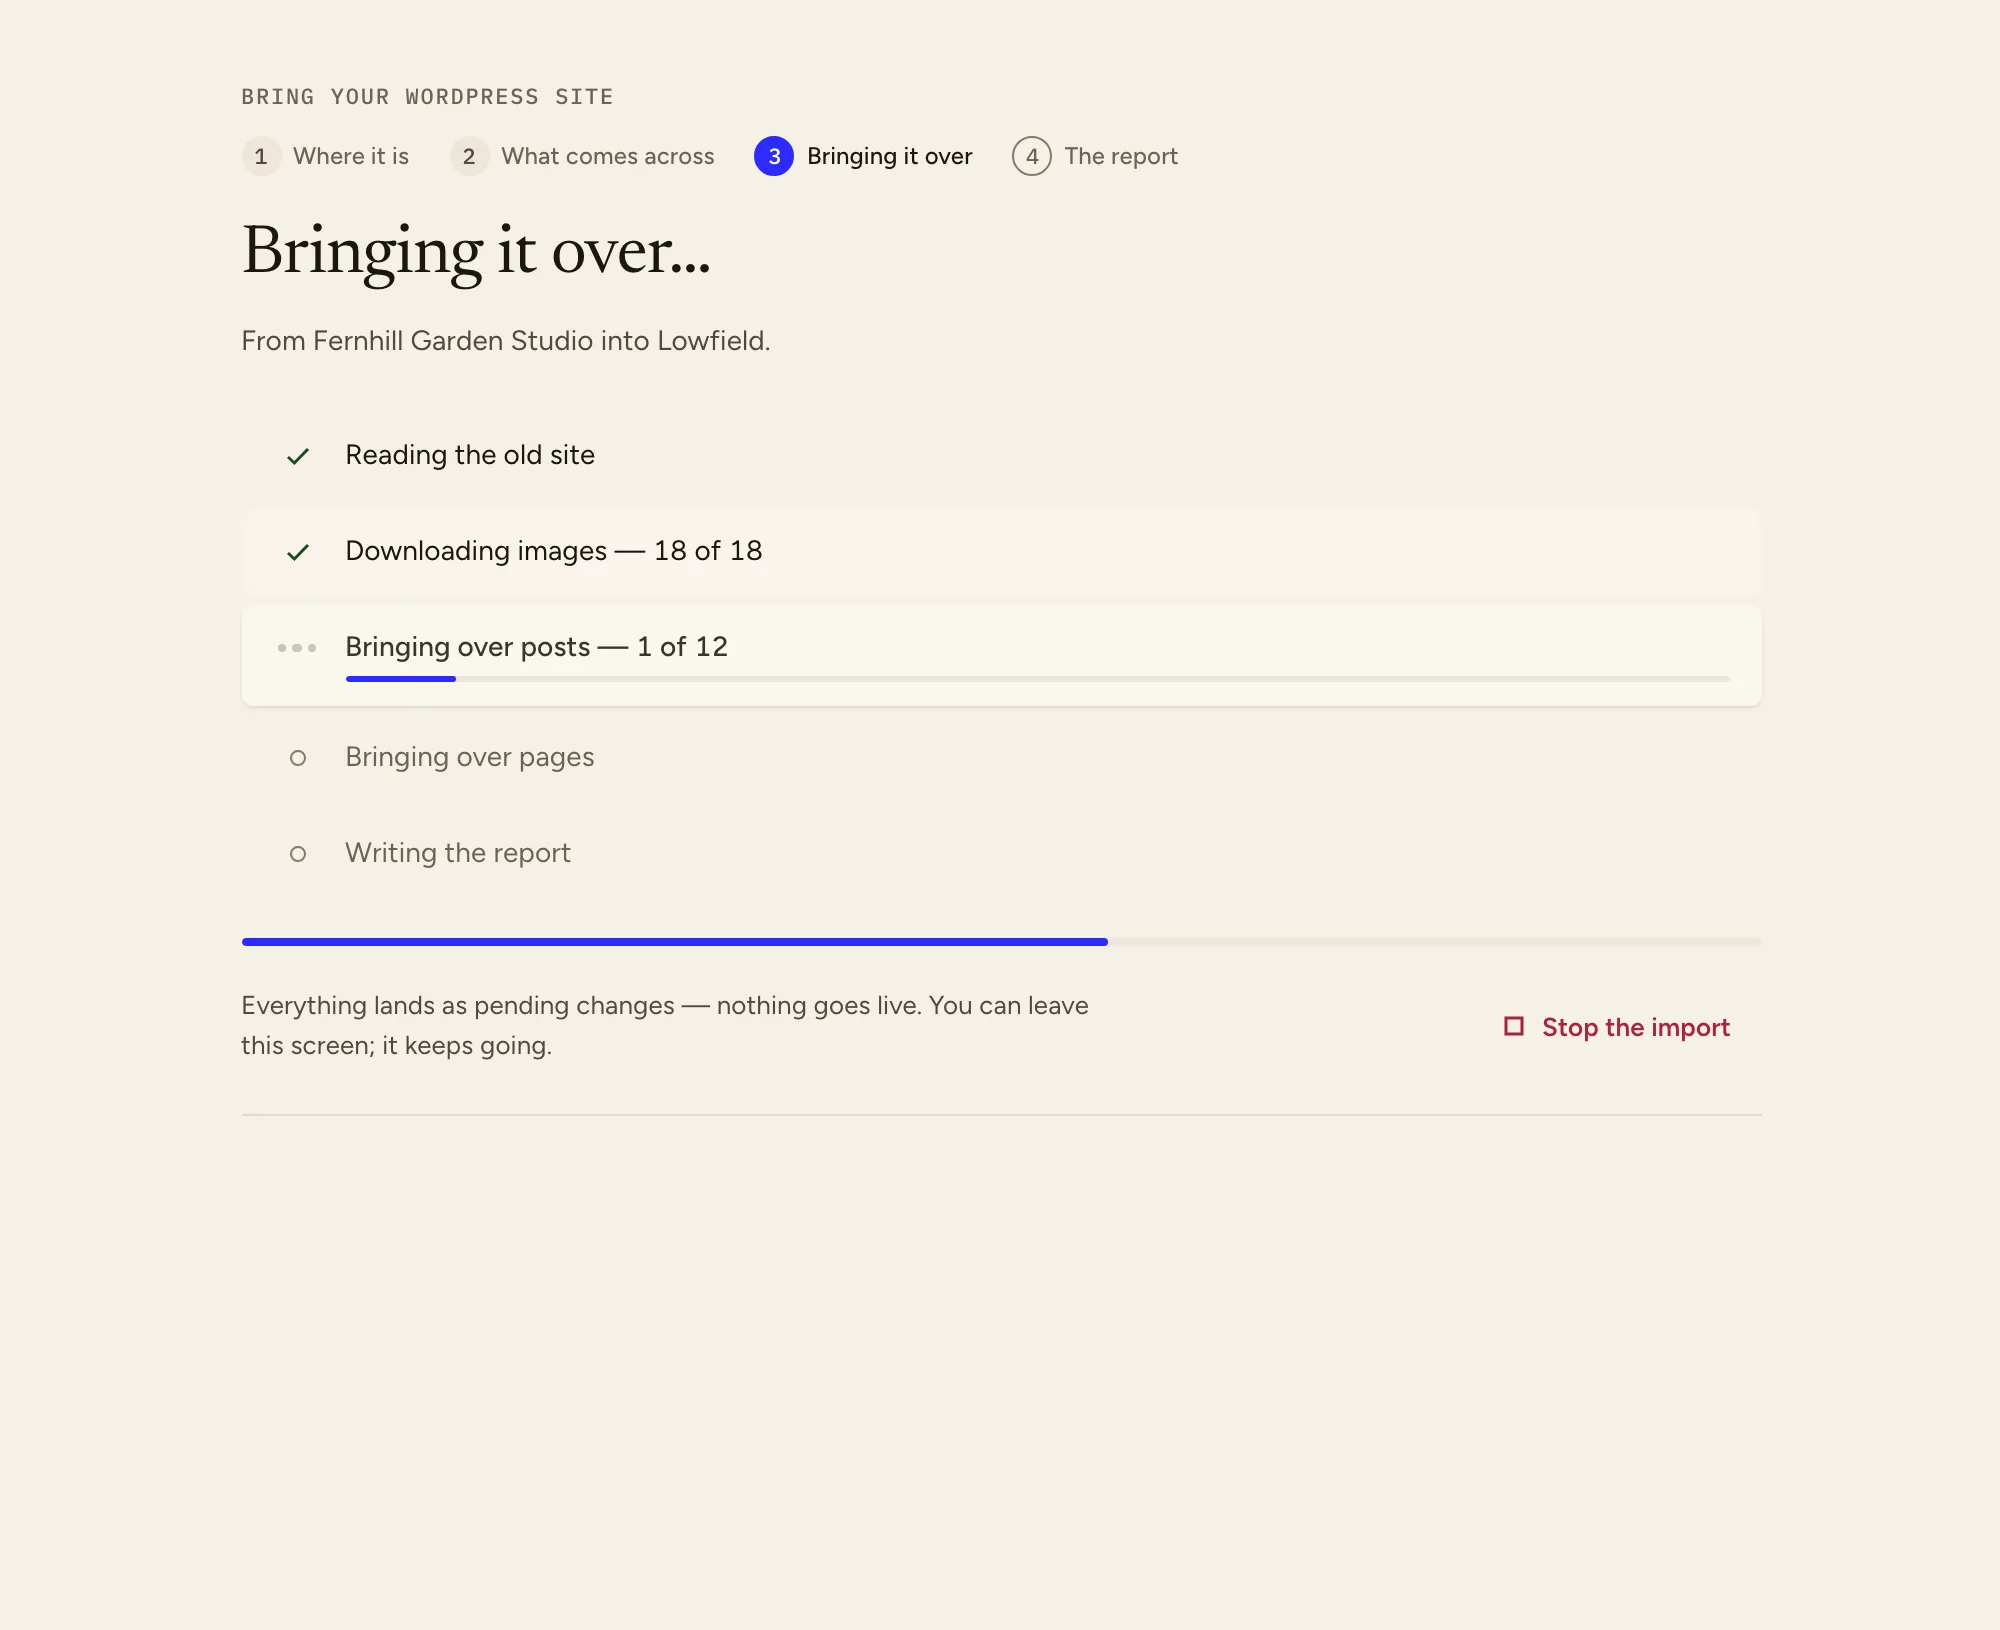 BRING YOUR WORDPRESS SITE
1 Where it is 2 What comes across 3 Bringing it over 4 The report
Bringing it over...
From Fernhill Garden Studio into Lowfield.
Reading the old site
Downloading images — 18 of 18
Bringing over posts — 1 of 12
Bringing over pages
Writing the report
Everything lands as pending changes — nothing goes live. You can leave
this screen; it keeps going.
Stop the import